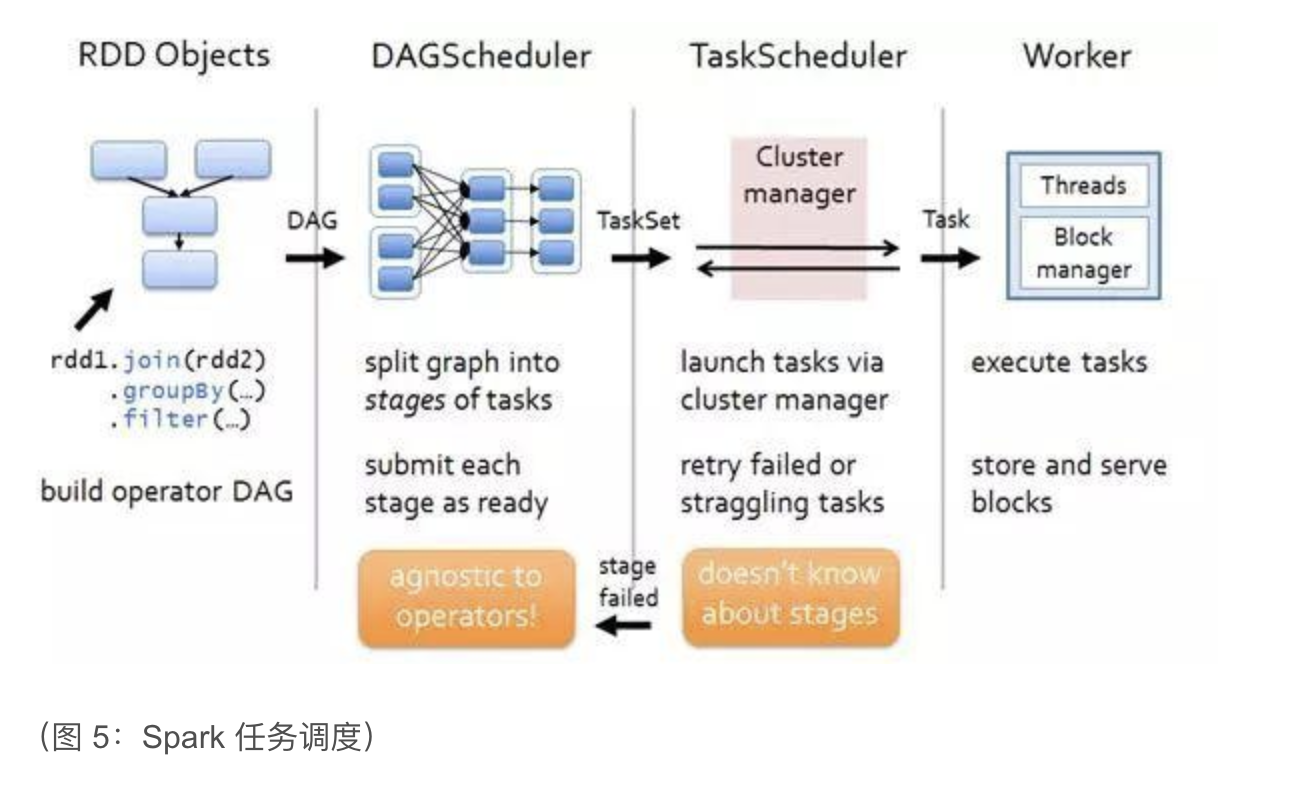 RDD Objects
DAGScheduler
TaskScheduler
Worker
DAG
TaskSet
Cluster
manager
Task
Threads
Block
manager
rdd1.join(rdd2)
.groupBy(…)
.filter(…)
build operator DAG
split graph into
stages of tasks
submit each
stage as ready
agnostic to
operators!
launch tasks via
cluster manager
retry failed or
straggling tasks
stage
failed
doesn't know
about stages
execute tasks
store and serve
blocks
（图 5：Spark 任务调度）